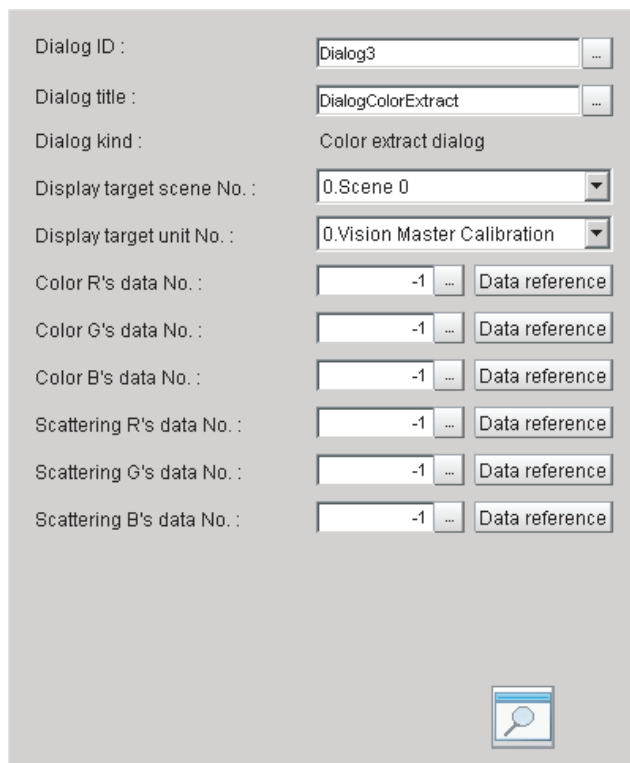 Dialog ID : Dialog3 ...
Dialog title : DialogColorExtract ...
Dialog kind : Color extract dialog
Display target scene No. : 0.Scene 0
Display target unit No. : 0.Vision Master Calibration
Color R's data No. : -1 ... Data reference
Color G's data No. : -1 ... Data reference
Color B's data No. : -1 ... Data reference
Scattering R's data No. : -1 ... Data reference
Scattering G's data No. : -1 ... Data reference
Scattering B's data No. : -1 ... Data reference